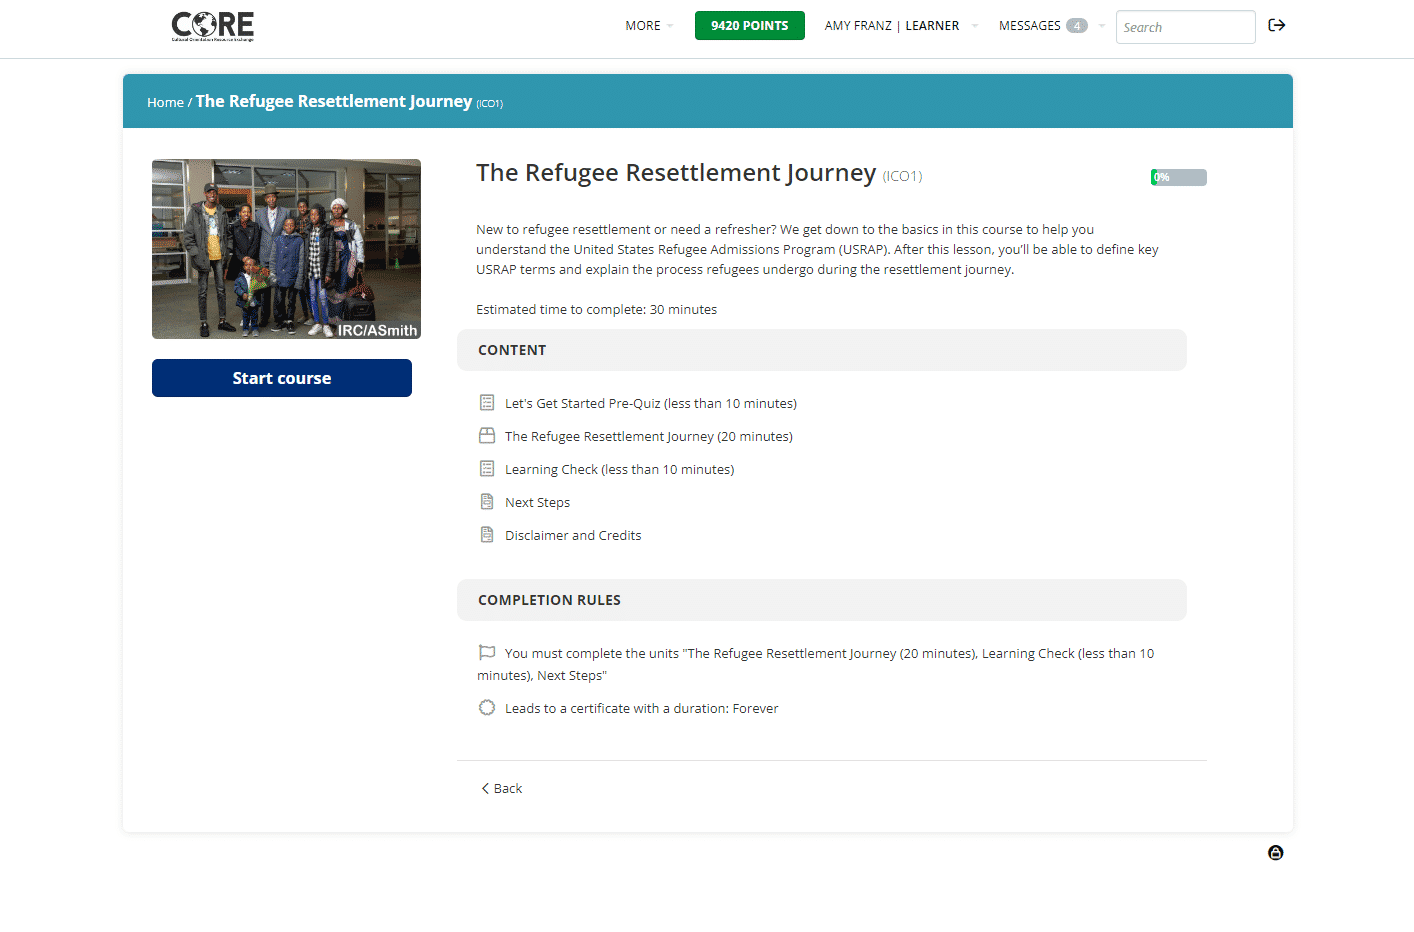 CORE
Cultural Orientation Resource Exchange
MORE
9420 POINTS
AMY FRANZ | LEARNER
MESSAGES 4
Search
Home / The Refugee Resettlement Journey (ICO1)
IRC/ASmith
Start course
The Refugee Resettlement Journey (ICO1)
0%
New to refugee resettlement or need a refresher? We get down to the basics in this course to help you
understand the United States Refugee Admissions Program (USRAP). After this lesson, you'll be able to define key
USRAP terms and explain the process refugees undergo during the resettlement journey.
Estimated time to complete: 30 minutes
CONTENT
Let's Get Started Pre-Quiz (less than 10 minutes)
The Refugee Resettlement Journey (20 minutes)
Learning Check (less than 10 minutes)
Next Steps
Disclaimer and Credits
COMPLETION RULES
You must complete the units "The Refugee Resettlement Journey (20 minutes), Learning Check (less than 10
minutes), Next Steps"
Leads to a certificate with a duration: Forever
Back